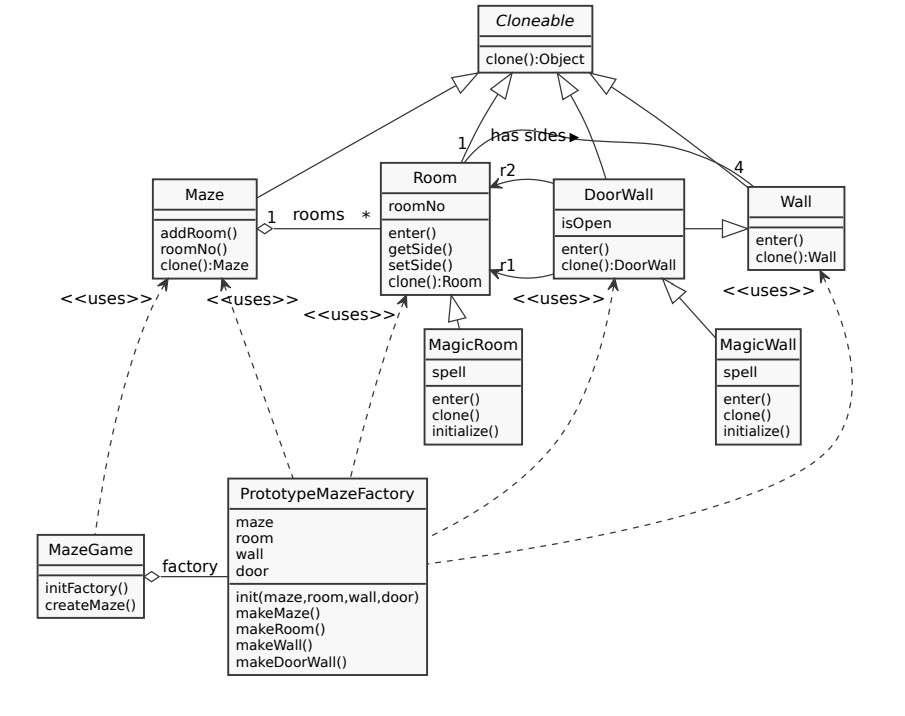 Cloneable
clone():Object
1
has sides ▶
4
Maze
addRoom()
roomNo()
clone():Maze
1
rooms
*
Room
roomNo
enter()
getSide()
setSide()
clone():Room
r2
r1
DoorWall
isOpen
enter()
clone():DoorWall
Wall
enter()
clone():Wall
<<uses>>
<<uses>>
<<uses>>
<<uses>>
<<uses>>
MagicRoom
spell
enter()
clone()
initialize()
MagicWall
spell
enter()
clone()
initialize()
PrototypeMazeFactory
maze
room
wall
door
init(maze,room,wall,door)
makeMaze()
makeRoom()
makeWall()
makeDoorWall()
MazeGame
initFactory()
createMaze()
factory